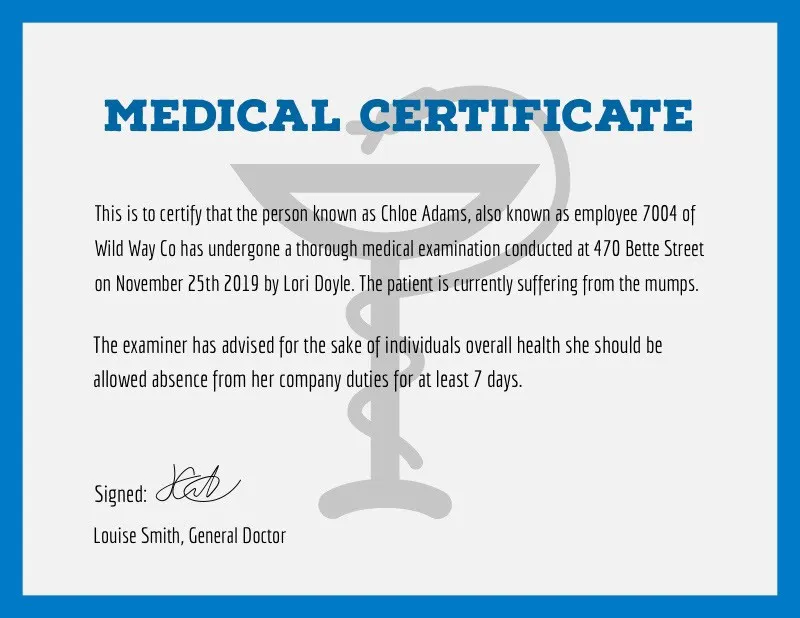 MEDICAL CERTIFICATE
This is to certify that the person known as Chloe Adams, also known as employee 7004 of
Wild Way Co has undergone a thorough medical examination conducted at 470 Bette Street
on November 25th 2019 by Lori Doyle. The patient is currently suffering from the mumps.
The examiner has advised for the sake of individuals overall health she should be
allowed absence from her company duties for at least 7 days.
Signed:
Louise Smith, General Doctor